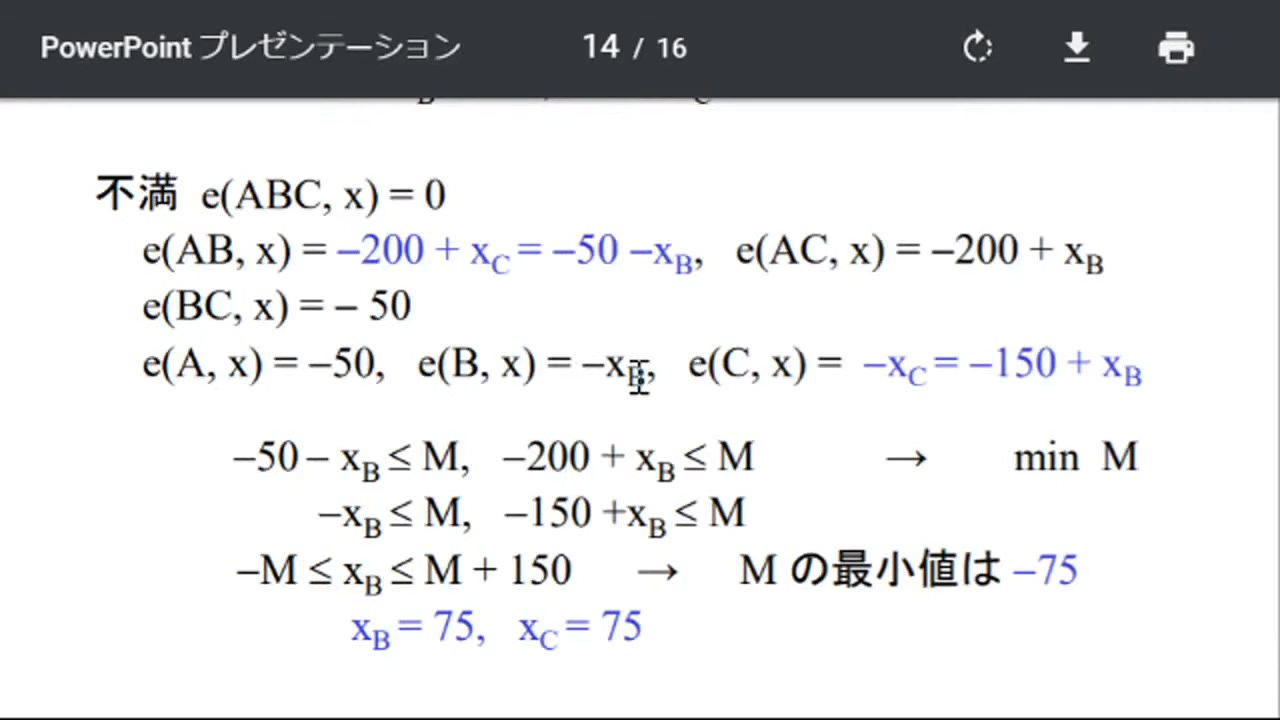 PowerPoint プレゼンテーション 14 / 16
不満 e(ABC, x) = 0
e(AB, x) = –200 + xC = –50 –xB, e(AC, x) = –200 + xB
e(BC, x) = – 50
e(A, x) = –50, e(B, x) = –xB, e(C, x) = –xC = –150 + xB
–50 – xB ≤ M, –200 + xB ≤ M → min M
–xB ≤ M, –150 +xB ≤ M
–M ≤ xB ≤ M + 150 → M の最小値は –75
xB = 75, xC = 75